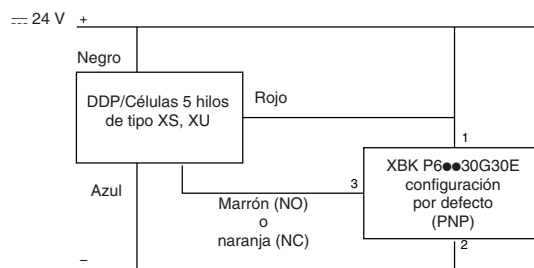 ⎓ 24 V +
Negro
DDP/Células 5 hilos
de tipo XS, XU
Rojo
1
XBK P6●●30G30E
configuración
por defecto
(PNP)
3
Azul
Marrón (NO)
o
naranja (NC)
2
–